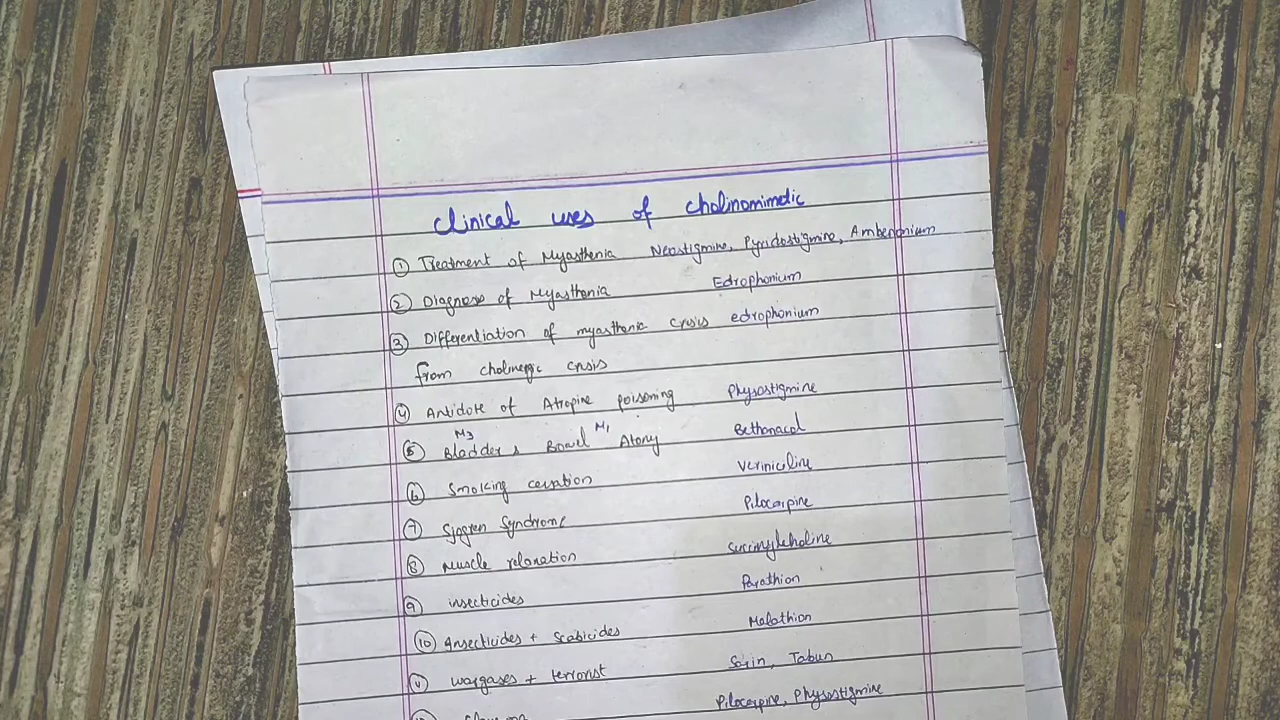 Clinical uses of cholinomimetic
① Treatment of Myasthenia Neostigmine, Pyridostigmine, Ambenonium
② Diagnose of Myasthenia Edrophonium
③ Differentiation of myasthenic crisis edrophonium
from cholinergic crisis
④ Antidote of Atropine poisoning Physostigmine
M3 M1
⑤ Bladder & Bowel Atony Bethanacol
⑥ Smoking cessation Veriniciline
⑦ Sjgren Syndrome Pilocarpine
⑧ Muscle relaxation Succinylcholine
⑨ insecticides Parathion
⑩ Insecticides + Scabicides Malathion
⑪ wargases + terrorist Sarin, Tabun
Pilocarpine, Physostigmine